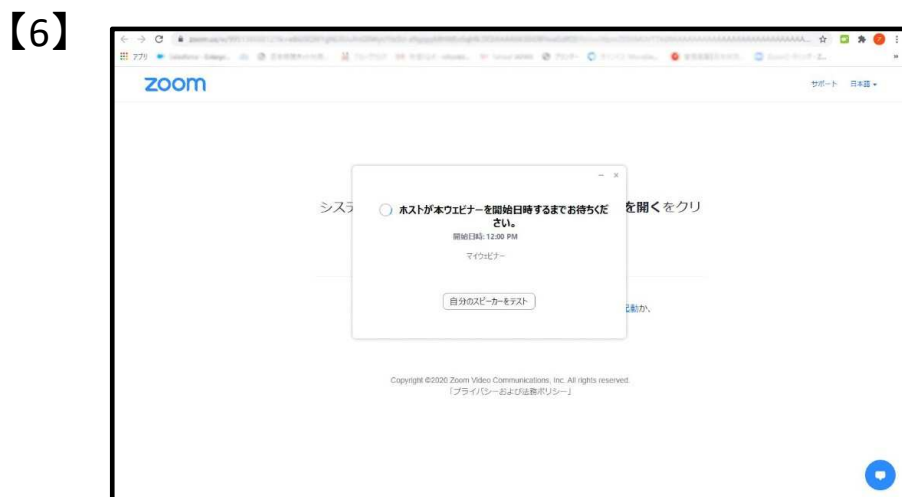 【6】
アプリ
zoom
サポート 日本語
システ
を開くをクリ
ホストが本ウェビナーを開始日時するまでお待ちくだ
さい。
開始日時: 12:00 PM
マイウェビナー
自分のスピーカーをテスト
起動か、
Copyright ©2020 Zoom Video Communications, Inc. All rights reserved.
「プライバシーおよび法務ポリシー」